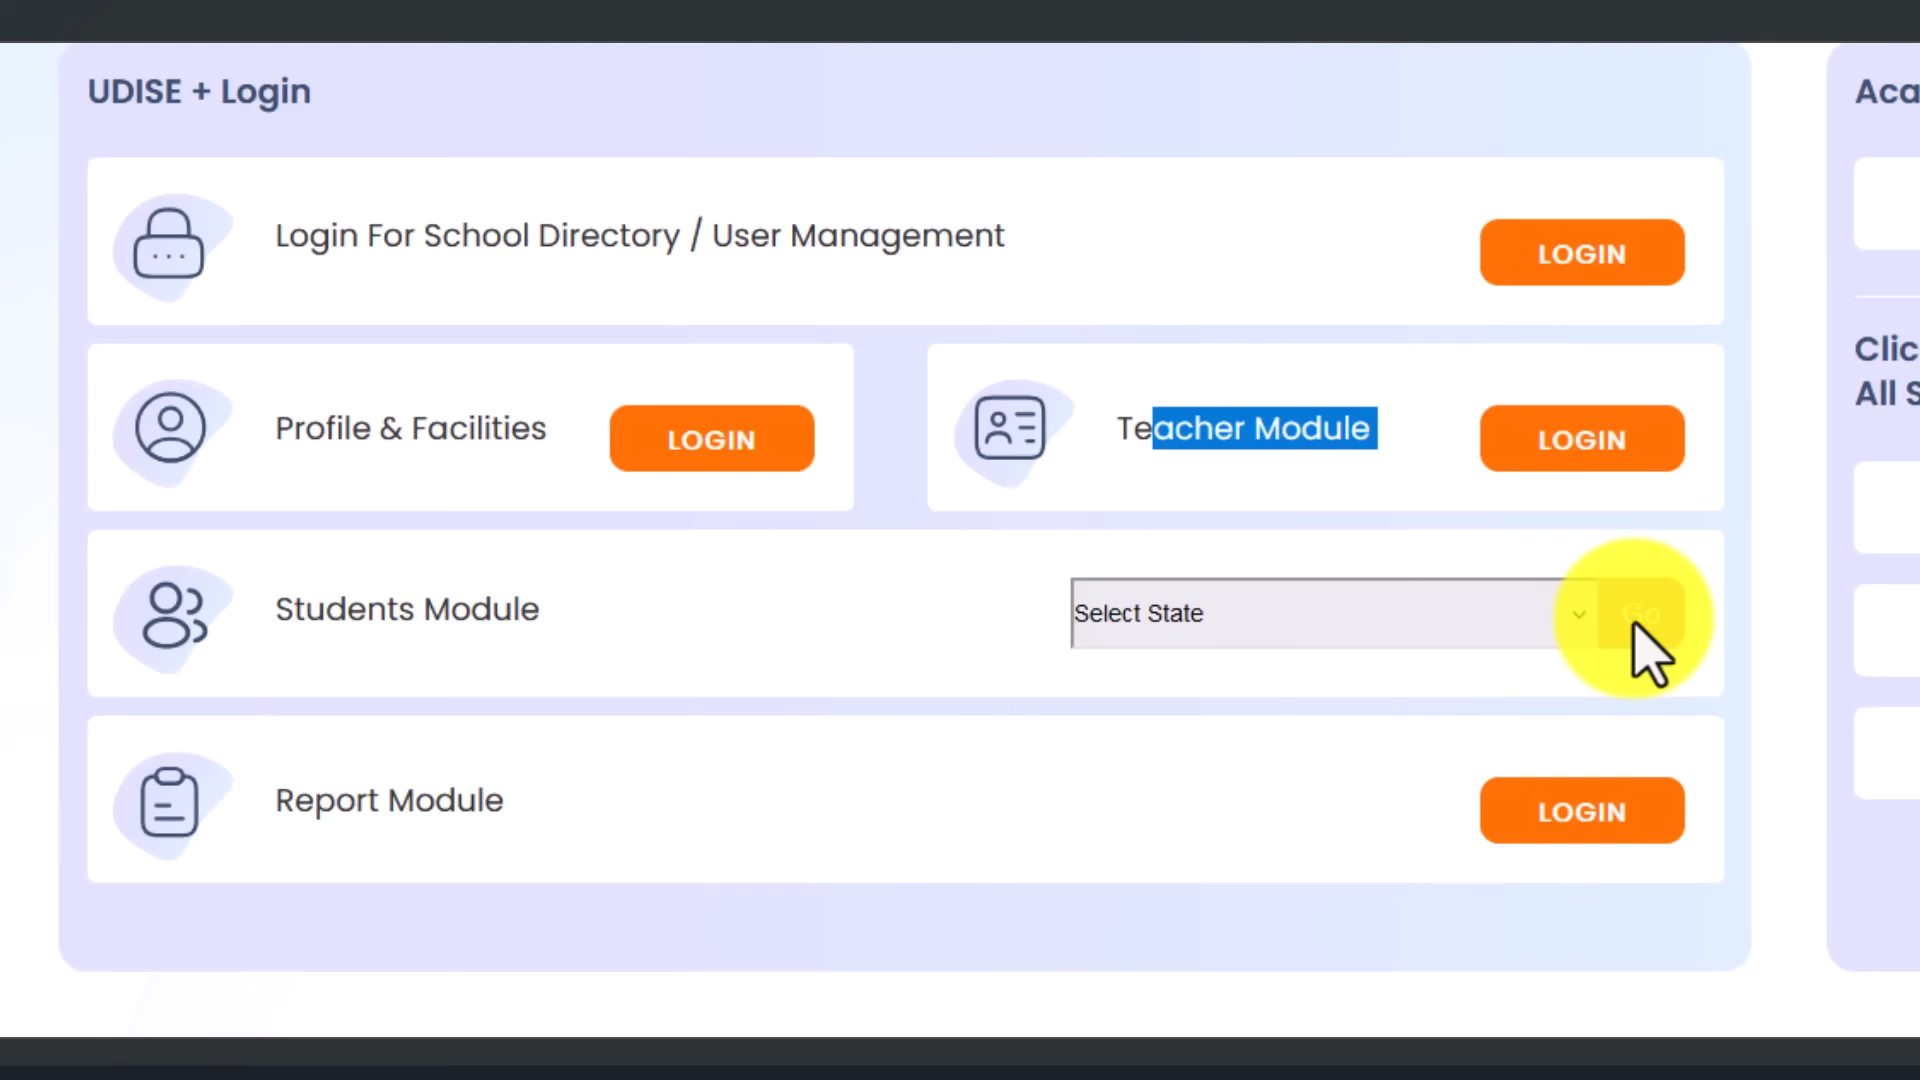 UDISE + Login
Login For School Directory / User Management
LOGIN
Profile & Facilities
LOGIN
Teacher Module
LOGIN
Students Module
Select State
Go
Report Module
LOGIN
Aca
Clic
All S